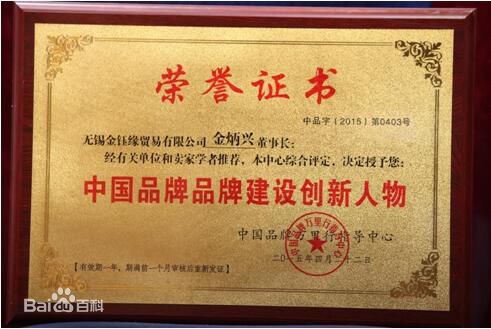 荣誉证书
中品字（2015）第0403号
无锡金钰缘贸易有限公司 金炳兴 董事长：
经有关单位和卖家学者推荐，本中心综合评定，决定授予您：
中国品牌品牌建设创新人物
中国品牌万里行指导中心
二〇一五年四月二十二日
【有效期一年，期满前一个月审核后重新发证】
Bai百科